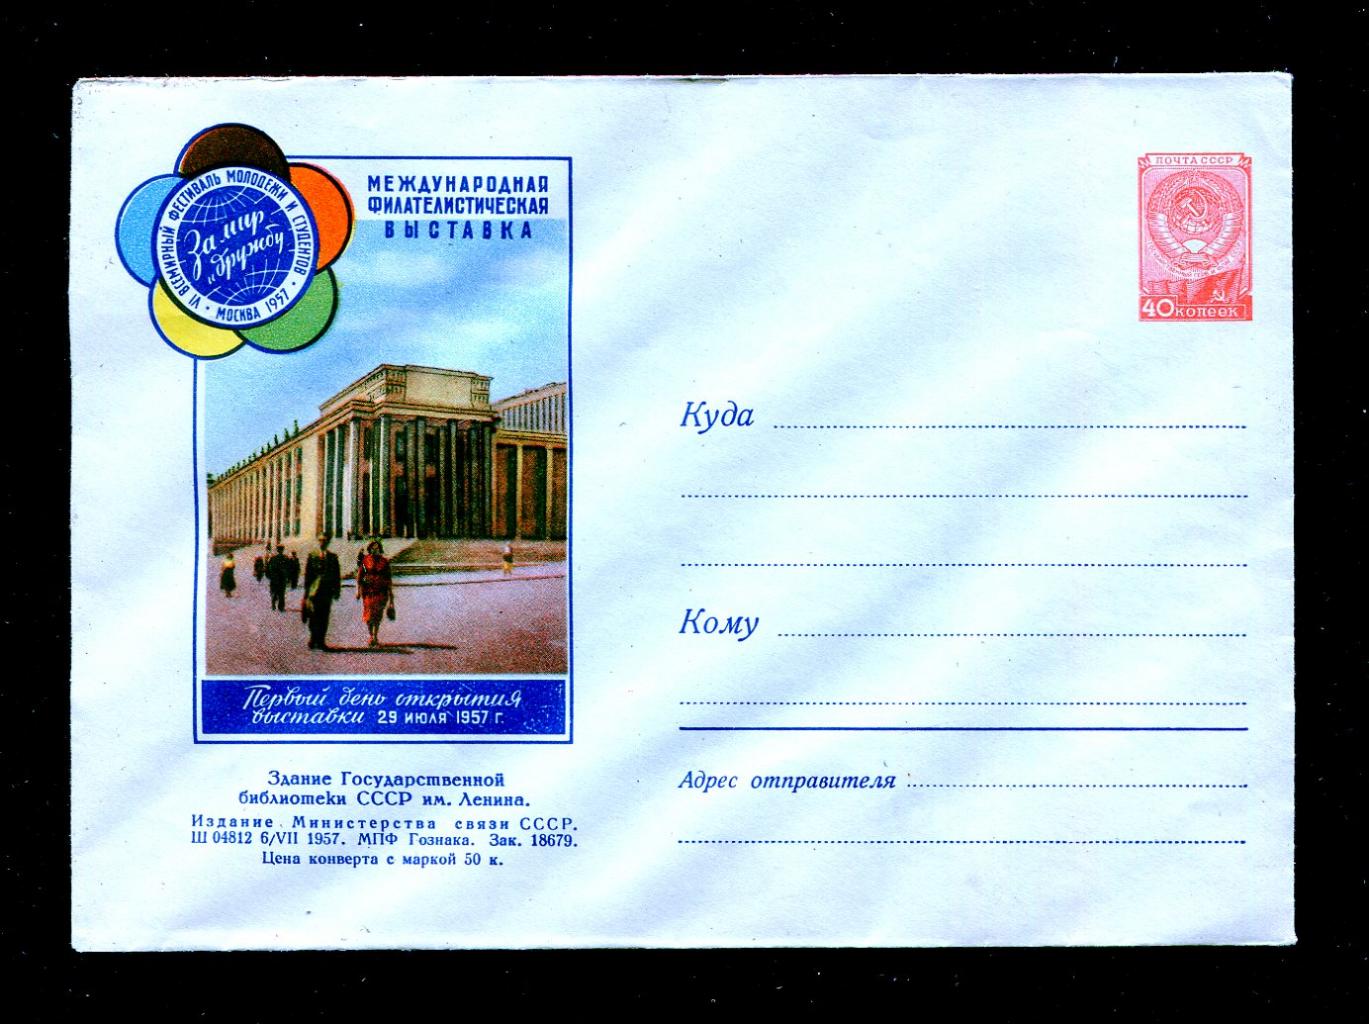 VI ВСЕМИРНЫЙ ФЕСТИВАЛЬ МОЛОДЕЖИ И СТУДЕНТОВ • МОСКВА 1957 •
За мир
и дружбу
МЕЖДУНАРОДНАЯ
ФИЛАТЕЛИСТИЧЕСКАЯ
ВЫСТАВКА
Первый день открытия
выставки 29 июля 1957 г.
Здание Государственной
библиотеки СССР им. Ленина.
Издание Министерства связи СССР.
Ш 04812 6/VII 1957. МПФ Гознака. Зак. 18679.
Цена конверта с маркой 50 к.
ПОЧТА СССР
40 КОПЕЕК
Куда
Кому
Адрес отправителя